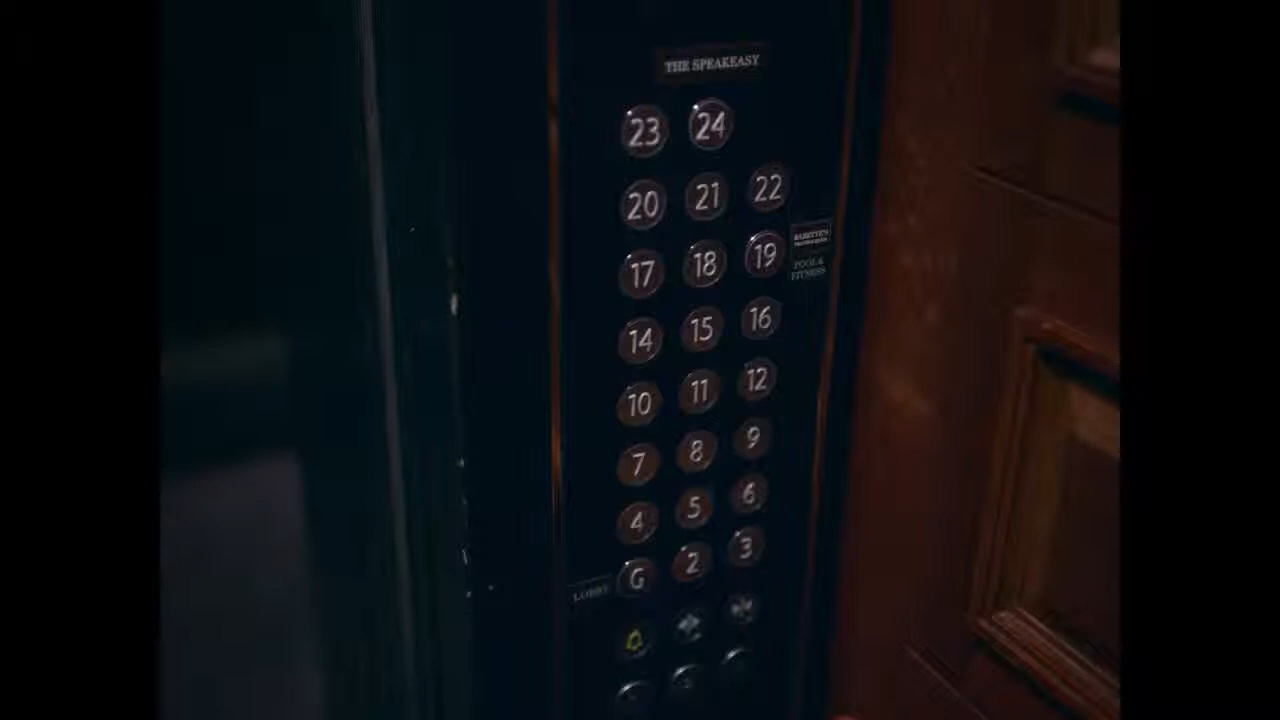 THE SPEAKEASY
23 24
20 21 22
17 18 19
POOL &
FITNESS
14 15 16
10 11 12
7 8 9
4 5 6
LOBBY G 2 3